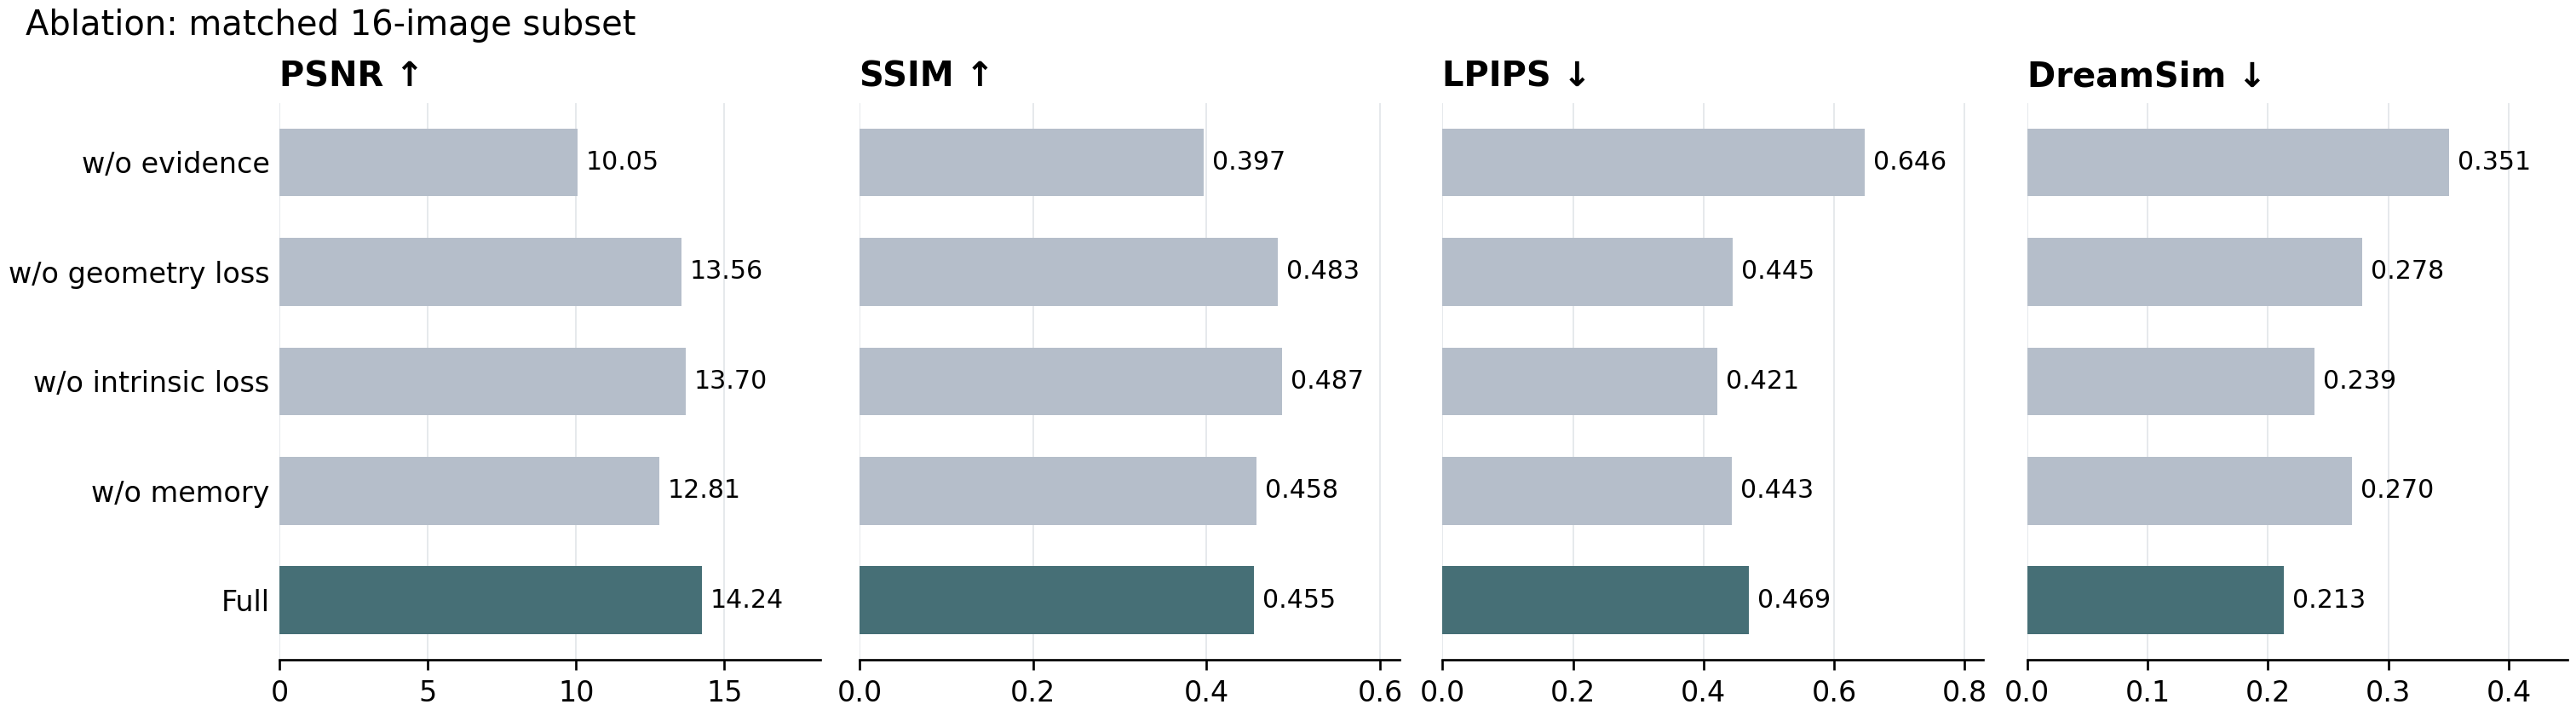 Ablation: matched 16-image subset
PSNR ↑
SSIM ↑
LPIPS ↓
DreamSim ↓
w/o evidence
10.05
0.397
0.646
0.351
w/o geometry loss
13.56
0.483
0.445
0.278
w/o intrinsic loss
13.70
0.487
0.421
0.239
w/o memory
12.81
0.458
0.443
0.270
Full
14.24
0.455
0.469
0.213
0 5 10 15
0.0 0.2 0.4 0.6
0.0 0.2 0.4 0.6 0.8
0.0 0.1 0.2 0.3 0.4